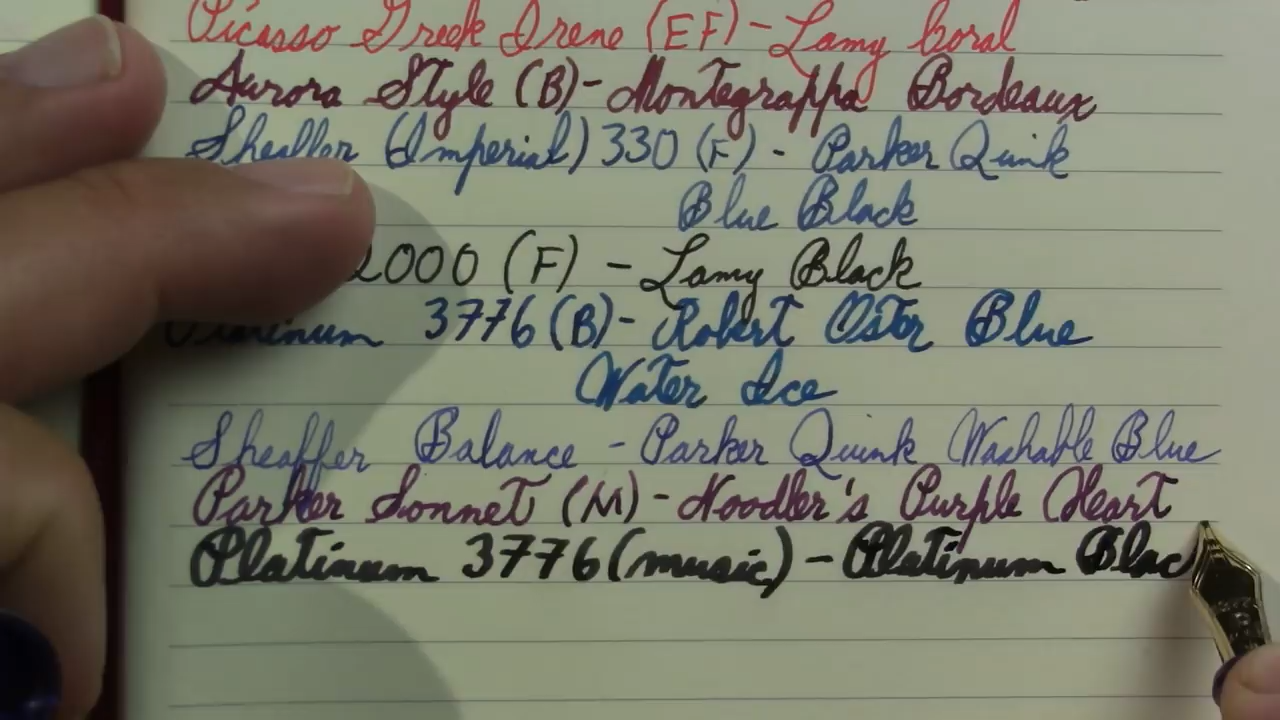 Picasso Greek Irene (EF) - Lamy Coral
Aurora Style (B) - Montegrappa Bordeaux
Sheaffer (Imperial) 330 (F) - Parker Quink
Blue Black
2000 (F) - Lamy Black
Platinum 3776 (B) - Robert Oster Blue
Water Ice
Sheaffer Balance - Parker Quink Washable Blue
Parker Sonnet (M) - Noodler's Purple Heart
Platinum 3776 (music) - Platinum Blac